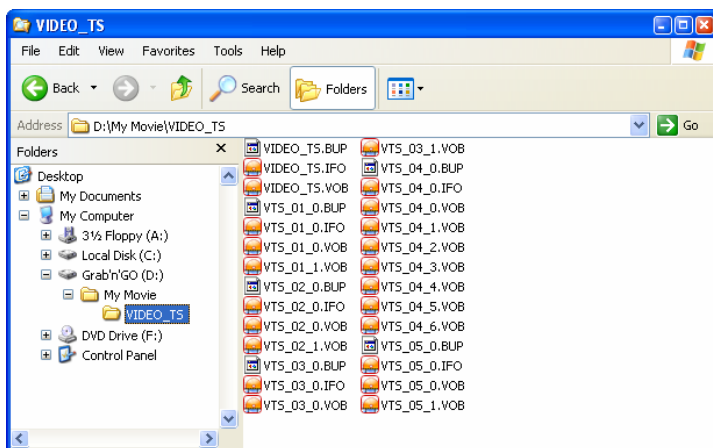 VIDEO_TS
File Edit View Favorites Tools Help
Back Search Folders
Address D:\My Movie\VIDEO_TS Go
Folders
Desktop
My Documents
My Computer
3½ Floppy (A:)
Local Disk (C:)
Grab'n'GO (D:)
My Movie
VIDEO_TS
DVD Drive (F:)
Control Panel
VIDEO_TS.BUP
VIDEO_TS.IFO
VIDEO_TS.VOB
VTS_01_0.BUP
VTS_01_0.IFO
VTS_01_0.VOB
VTS_01_1.VOB
VTS_02_0.BUP
VTS_02_0.IFO
VTS_02_0.VOB
VTS_02_1.VOB
VTS_03_0.BUP
VTS_03_0.IFO
VTS_03_0.VOB
VTS_03_1.VOB
VTS_04_0.BUP
VTS_04_0.IFO
VTS_04_0.VOB
VTS_04_1.VOB
VTS_04_2.VOB
VTS_04_3.VOB
VTS_04_4.VOB
VTS_04_5.VOB
VTS_04_6.VOB
VTS_05_0.BUP
VTS_05_0.IFO
VTS_05_0.VOB
VTS_05_1.VOB